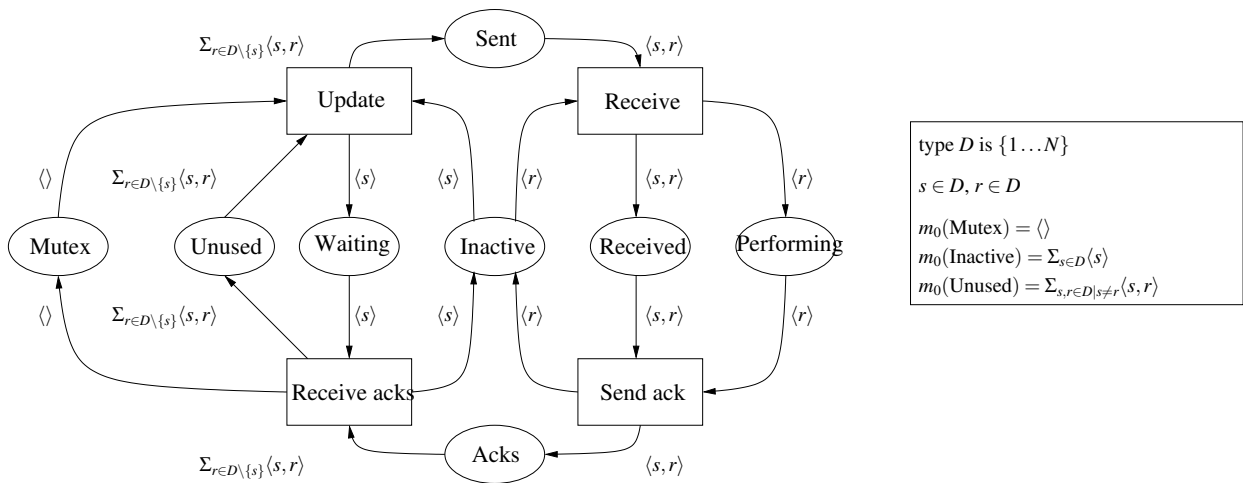 Σ_{r∈D\{s}}⟨s,r⟩
Sent
⟨s,r⟩
Update
Receive
⟨⟩
Σ_{r∈D\{s}}⟨s,r⟩
⟨s⟩
⟨s⟩
⟨r⟩
⟨s,r⟩
⟨r⟩
Mutex
Unused
Waiting
Inactive
Received
Performing
⟨⟩
Σ_{r∈D\{s}}⟨s,r⟩
⟨s⟩
⟨s⟩
⟨r⟩
⟨s,r⟩
⟨r⟩
Receive acks
Send ack
Σ_{r∈D\{s}}⟨s,r⟩
Acks
⟨s,r⟩
type D is {1…N}
s ∈ D, r ∈ D
m₀(Mutex) = ⟨⟩
m₀(Inactive) = Σ_{s∈D}⟨s⟩
m₀(Unused) = Σ_{s,r∈D|s≠r}⟨s,r⟩